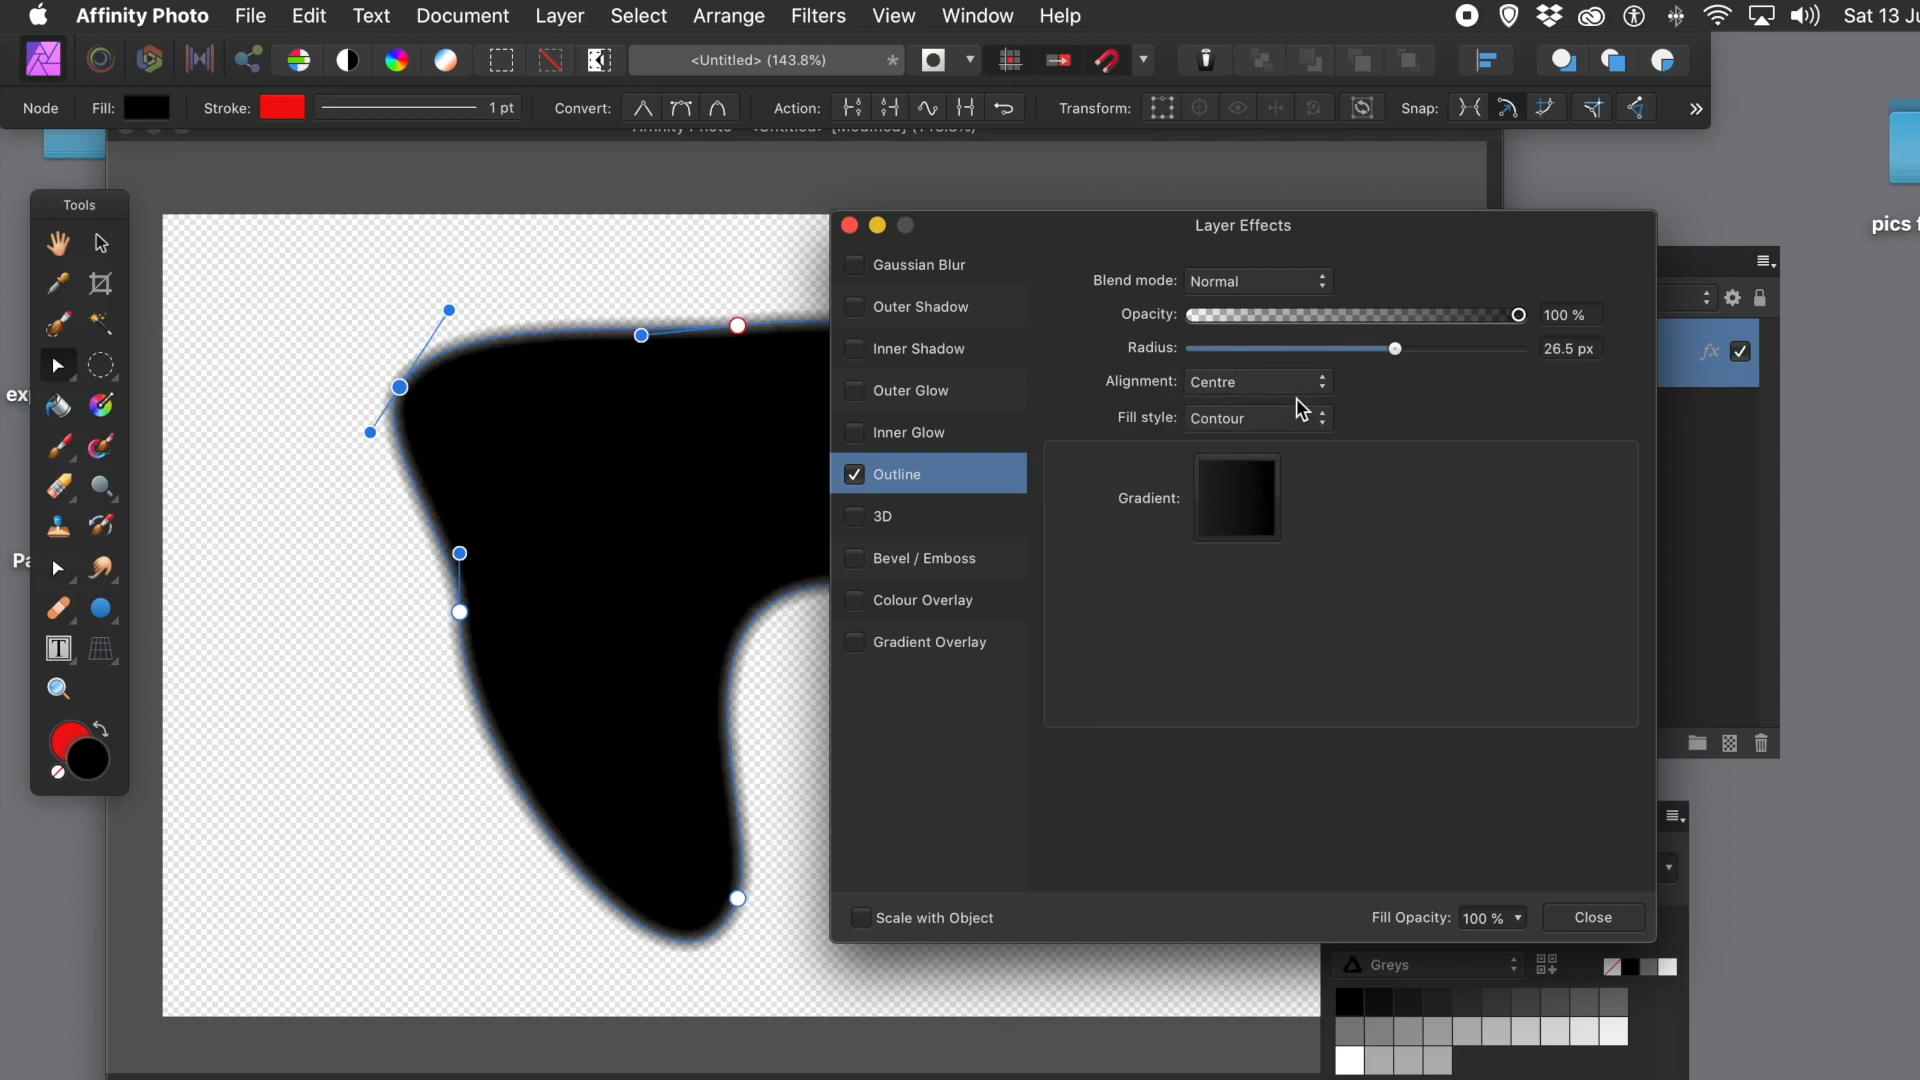 Affinity Photo File Edit Text Document Layer Select Arrange Filters View Window Help Sat 13
<Untitled> (143.8%) *
Node Fill: Stroke: 1 pt Convert: Action: Transform: Snap: »
Tools
pics
Layer Effects
Gaussian Blur
Outer Shadow
Inner Shadow
Outer Glow
Inner Glow
Outline
3D
Bevel / Emboss
Colour Overlay
Gradient Overlay
Blend mode: Normal
Opacity: 100 %
Radius: 26.5 px
Alignment: Centre
Fill style: Contour
Gradient:
fx
Scale with Object
Fill Opacity: 100 % Close
Greys
T